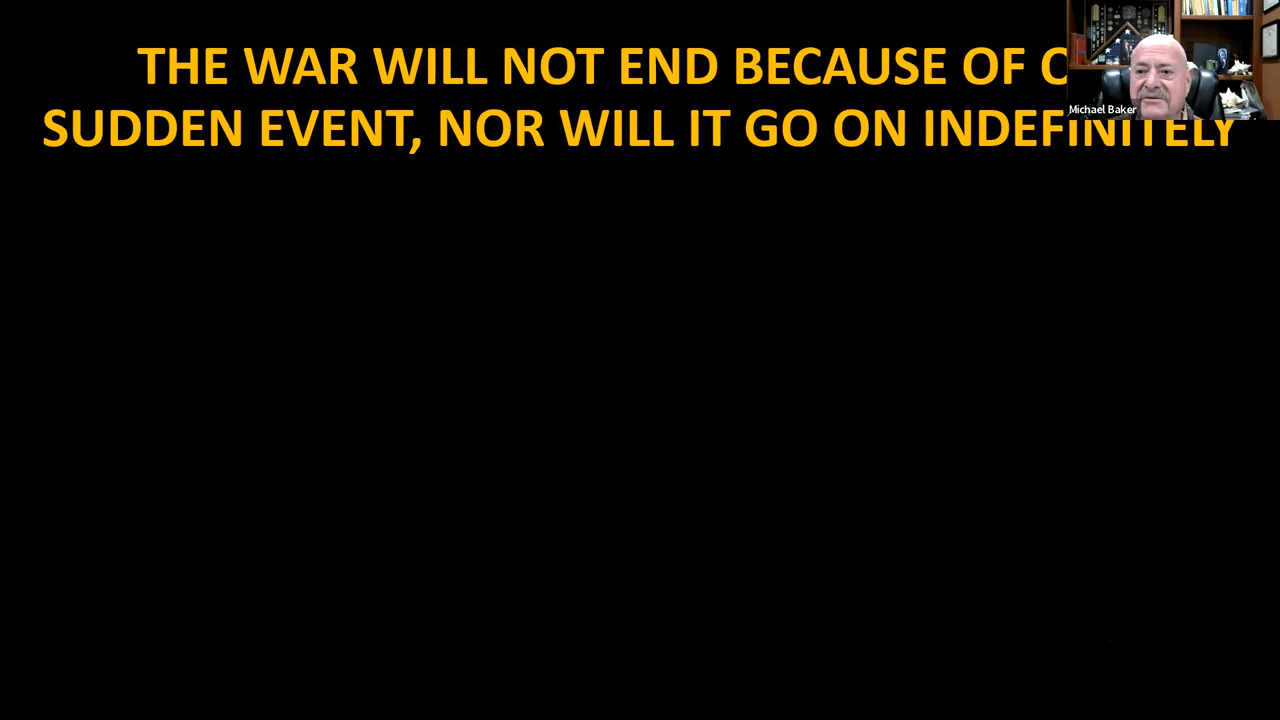 THE WAR WILL NOT END BECAUSE OF
SUDDEN EVENT, NOR WILL IT GO ON INDEFINITELY
Michael Baker